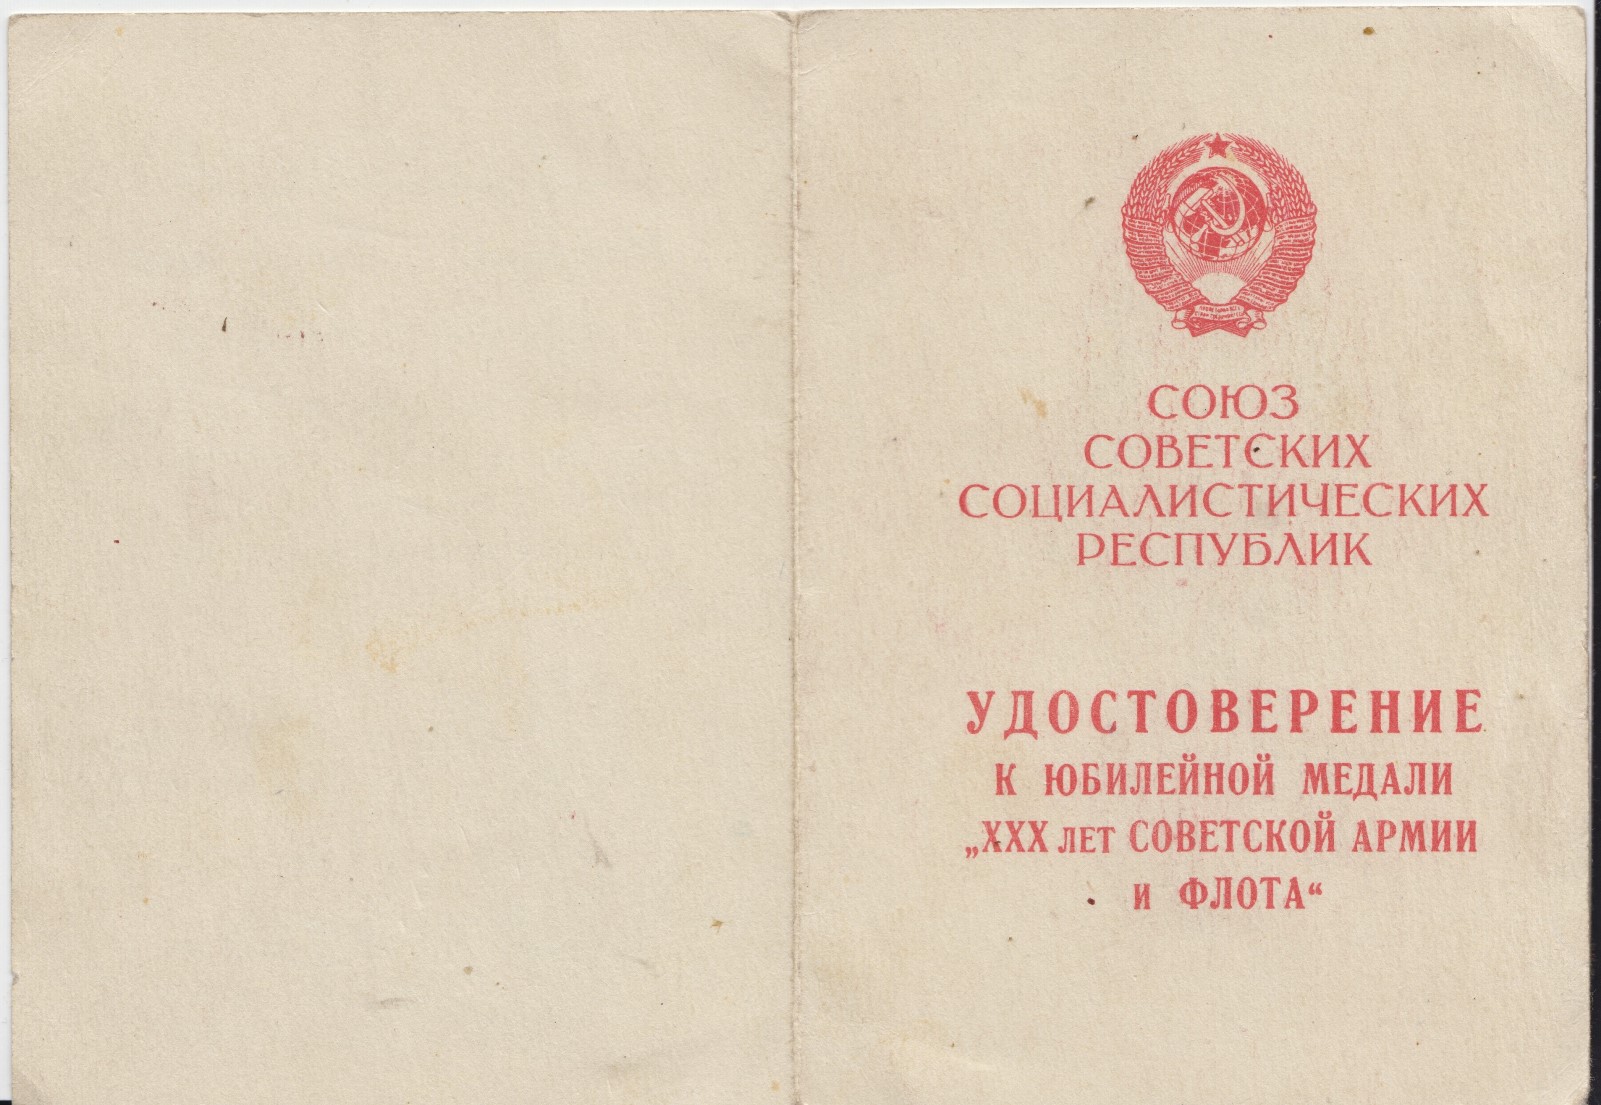 СОЮЗ
СОВЕТСКИХ
СОЦИАЛИСТИЧЕСКИХ
РЕСПУБЛИК
УДОСТОВЕРЕНИЕ
К ЮБИЛЕЙНОЙ МЕДАЛИ
„XXX ЛЕТ СОВЕТСКОЙ АРМИИ
И ФЛОТА“